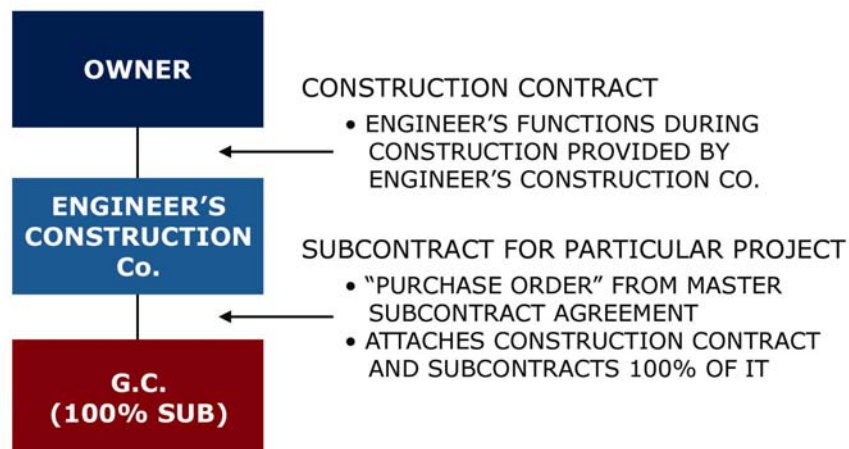 OWNER
CONSTRUCTION CONTRACT
• ENGINEER’S FUNCTIONS DURING
CONSTRUCTION PROVIDED BY
ENGINEER’S CONSTRUCTION CO.
ENGINEER’S
CONSTRUCTION
Co.
SUBCONTRACT FOR PARTICULAR PROJECT
• “PURCHASE ORDER” FROM MASTER
SUBCONTRACT AGREEMENT
• ATTACHES CONSTRUCTION CONTRACT
AND SUBCONTRACTS 100% OF IT
G.C.
(100% SUB)